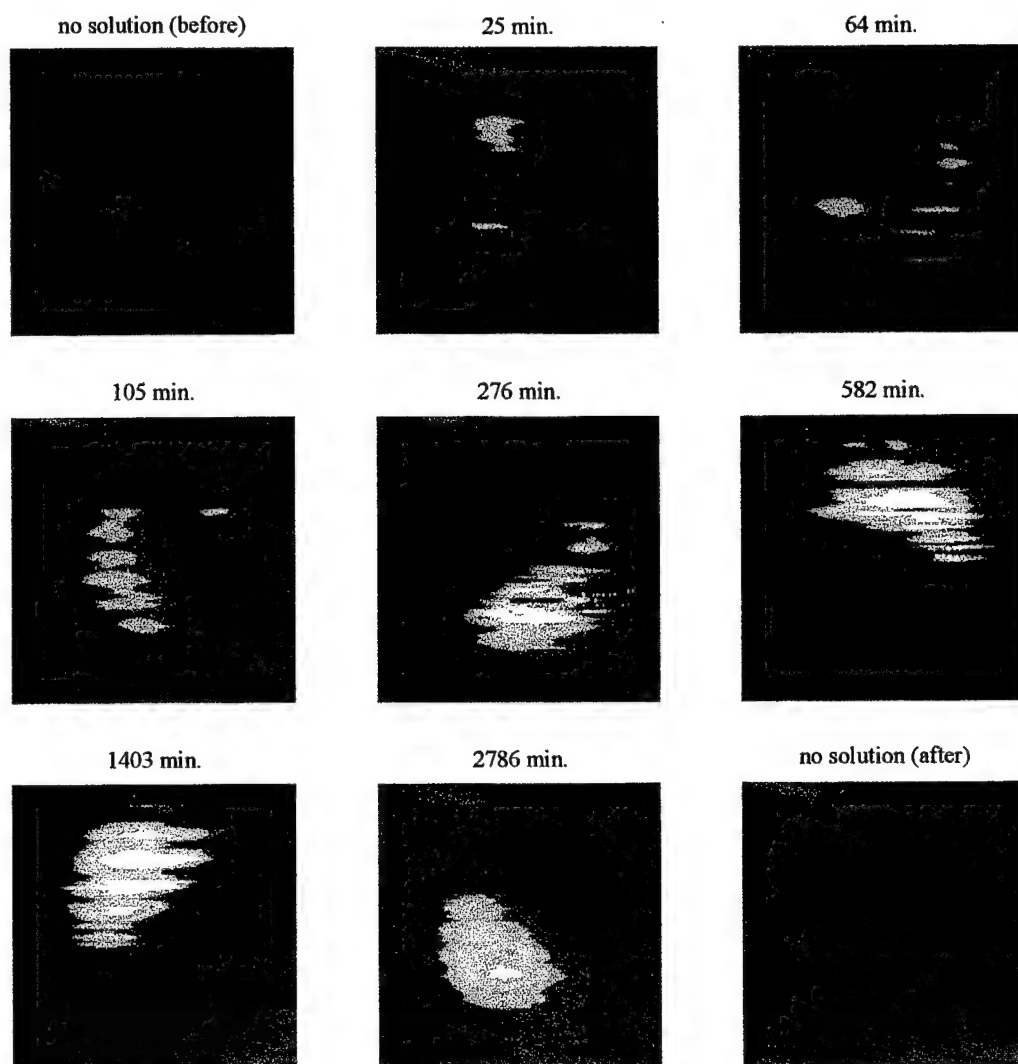 no solution (before)
25 min.
64 min.
105 min.
276 min.
582 min.
1403 min.
2786 min.
no solution (after)